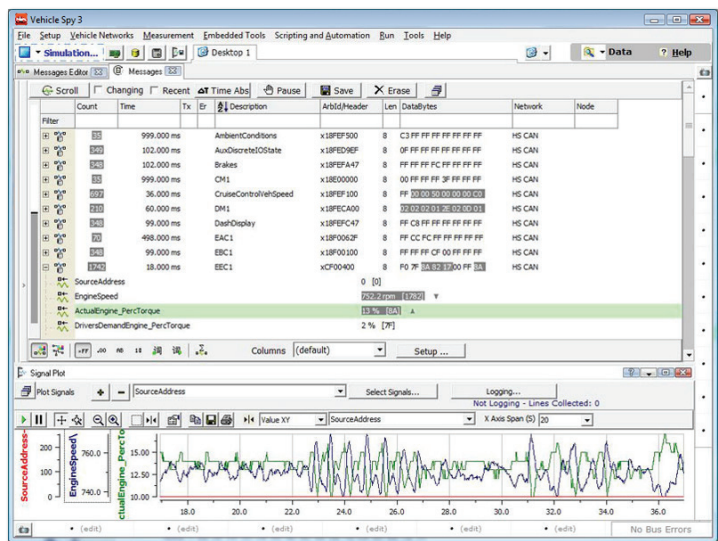 Vehicle Spy 3
File Setup Vehicle Networks Measurement Embedded Tools Scripting and Automation Run Tools Help
Simulation... Desktop 1 Data ? Help
Messages Editor Messages
Scroll Changing Recent ΔT Time Abs Pause Save Erase
Count Time Tx Er Description ArbId/Header Len DataBytes Network Node
Filter
35 999.000 ms AmbientConditions x18FEF500 8 C3 FF FF FF FF FF FF FF HS CAN
349 102.000 ms AuxDiscreteIOState x18FED9EF 8 0F FF FF FF FF FF FF FF HS CAN
348 102.000 ms Brakes x18FEFA47 8 FF FF FF FC FF FF FF FF HS CAN
35 999.000 ms CM1 x18E00000 8 00 FF FF FF 3F FF FF FF HS CAN
697 36.000 ms CruiseControlVehSpeed x18FEF100 8 FF 00 00 50 00 00 00 C0 HS CAN
210 60.000 ms DM1 x18FECA00 8 02 02 02 01 2E 02 0D 01 HS CAN
348 99.000 ms DashDisplay x18FEFC47 8 FF C8 FF FF FF FF FF FF HS CAN
70 498.000 ms EAC1 x18F0062F 8 FF CC FC FF FF FF FF FF HS CAN
348 99.000 ms EBC1 x18F00100 8 FF FF FF CF 00 FF FF FF HS CAN
1742 18.000 ms EEC1 xCF00400 8 F0 7F 8A B2 17 00 FF 8A HS CAN
SourceAddress 0 [0]
EngineSpeed 752.2 rpm [1782]
ActualEngine_PercTorque 13 % [8A]
DriversDemandEngine_PercTorque 2 % [7F]
Columns (default) Setup ...
Signal Plot
Plot Signals SourceAddress Select Signals... Logging...
Not Logging - Lines Collected: 0
Value XY SourceAddress X Axis Span (S) 20
SourceAddress
EngineSpeed
ctualEngine_PercTo
200 100 0
760.0 740.0
15.00 12.50 10.00
18.0 20.0 22.0 24.0 26.0 28.0 30.0 32.0 34.0 36.0
(edit) (edit) (edit) (edit) (edit) (edit) No Bus Errors